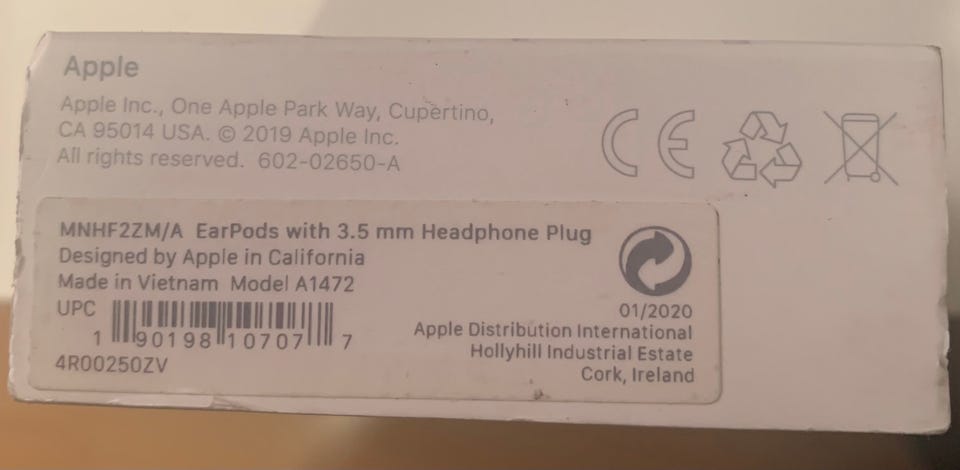 Apple
Apple Inc., One Apple Park Way, Cupertino,
CA 95014 USA. © 2019 Apple Inc.
All rights reserved. 602-02650-A
CE
MNHF2ZM/A EarPods with 3.5 mm Headphone Plug
Designed by Apple in California
Made in Vietnam Model A1472
UPC
1 90198 10707 7
4R00250ZV
01/2020
Apple Distribution International
Hollyhill Industrial Estate
Cork, Ireland